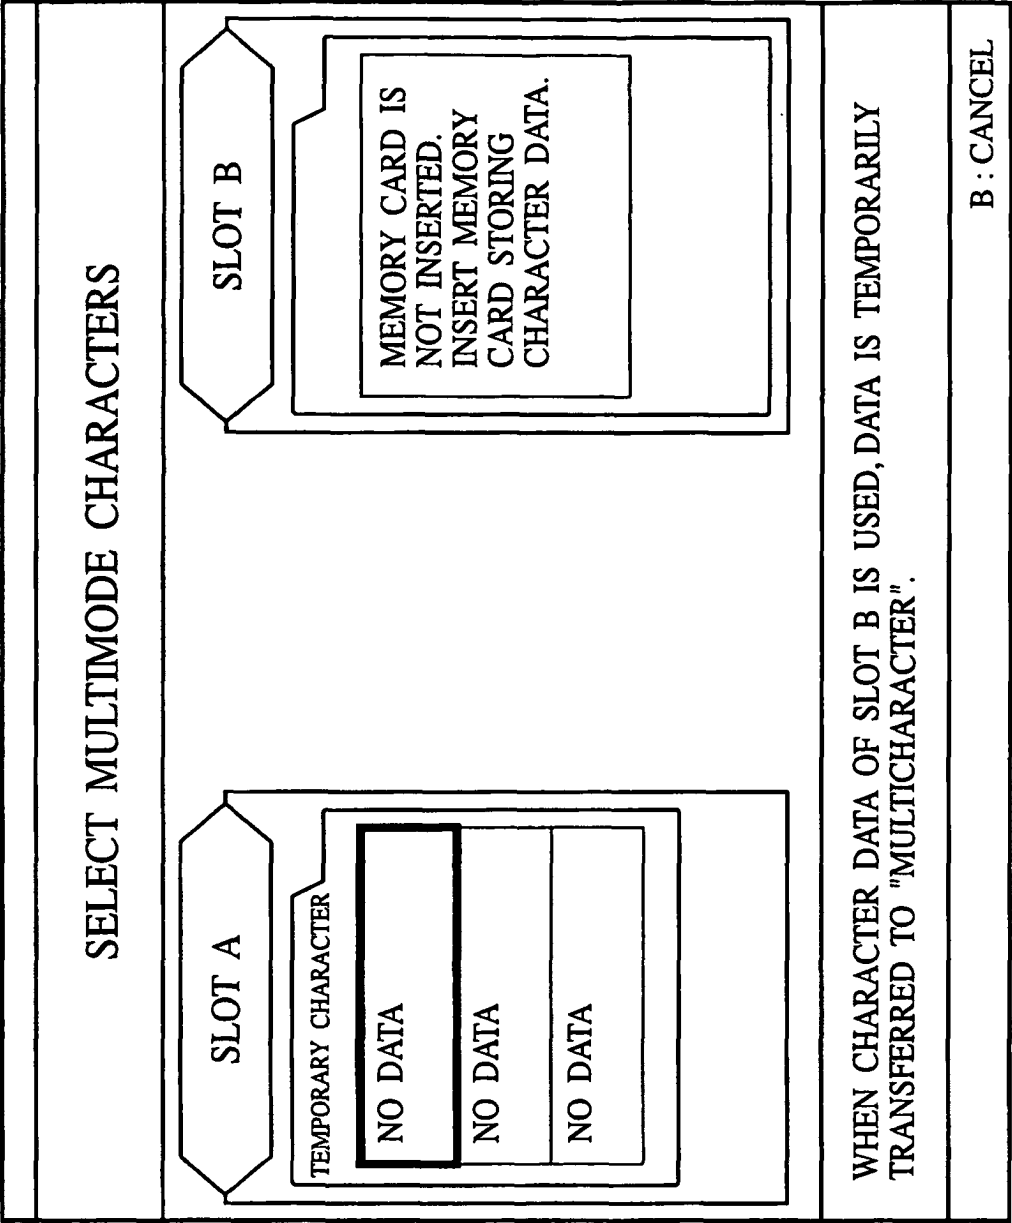 SELECT MULTIMODE CHARACTERS
SLOT A
TEMPORARY CHARACTER
NO DATA
NO DATA
NO DATA
SLOT B
MEMORY CARD IS
NOT INSERTED.
INSERT MEMORY
CARD STORING
CHARACTER DATA.
WHEN CHARACTER DATA OF SLOT B IS USED, DATA IS TEMPORARILY
TRANSFERRED TO "MULTICHARACTER".
B : CANCEL